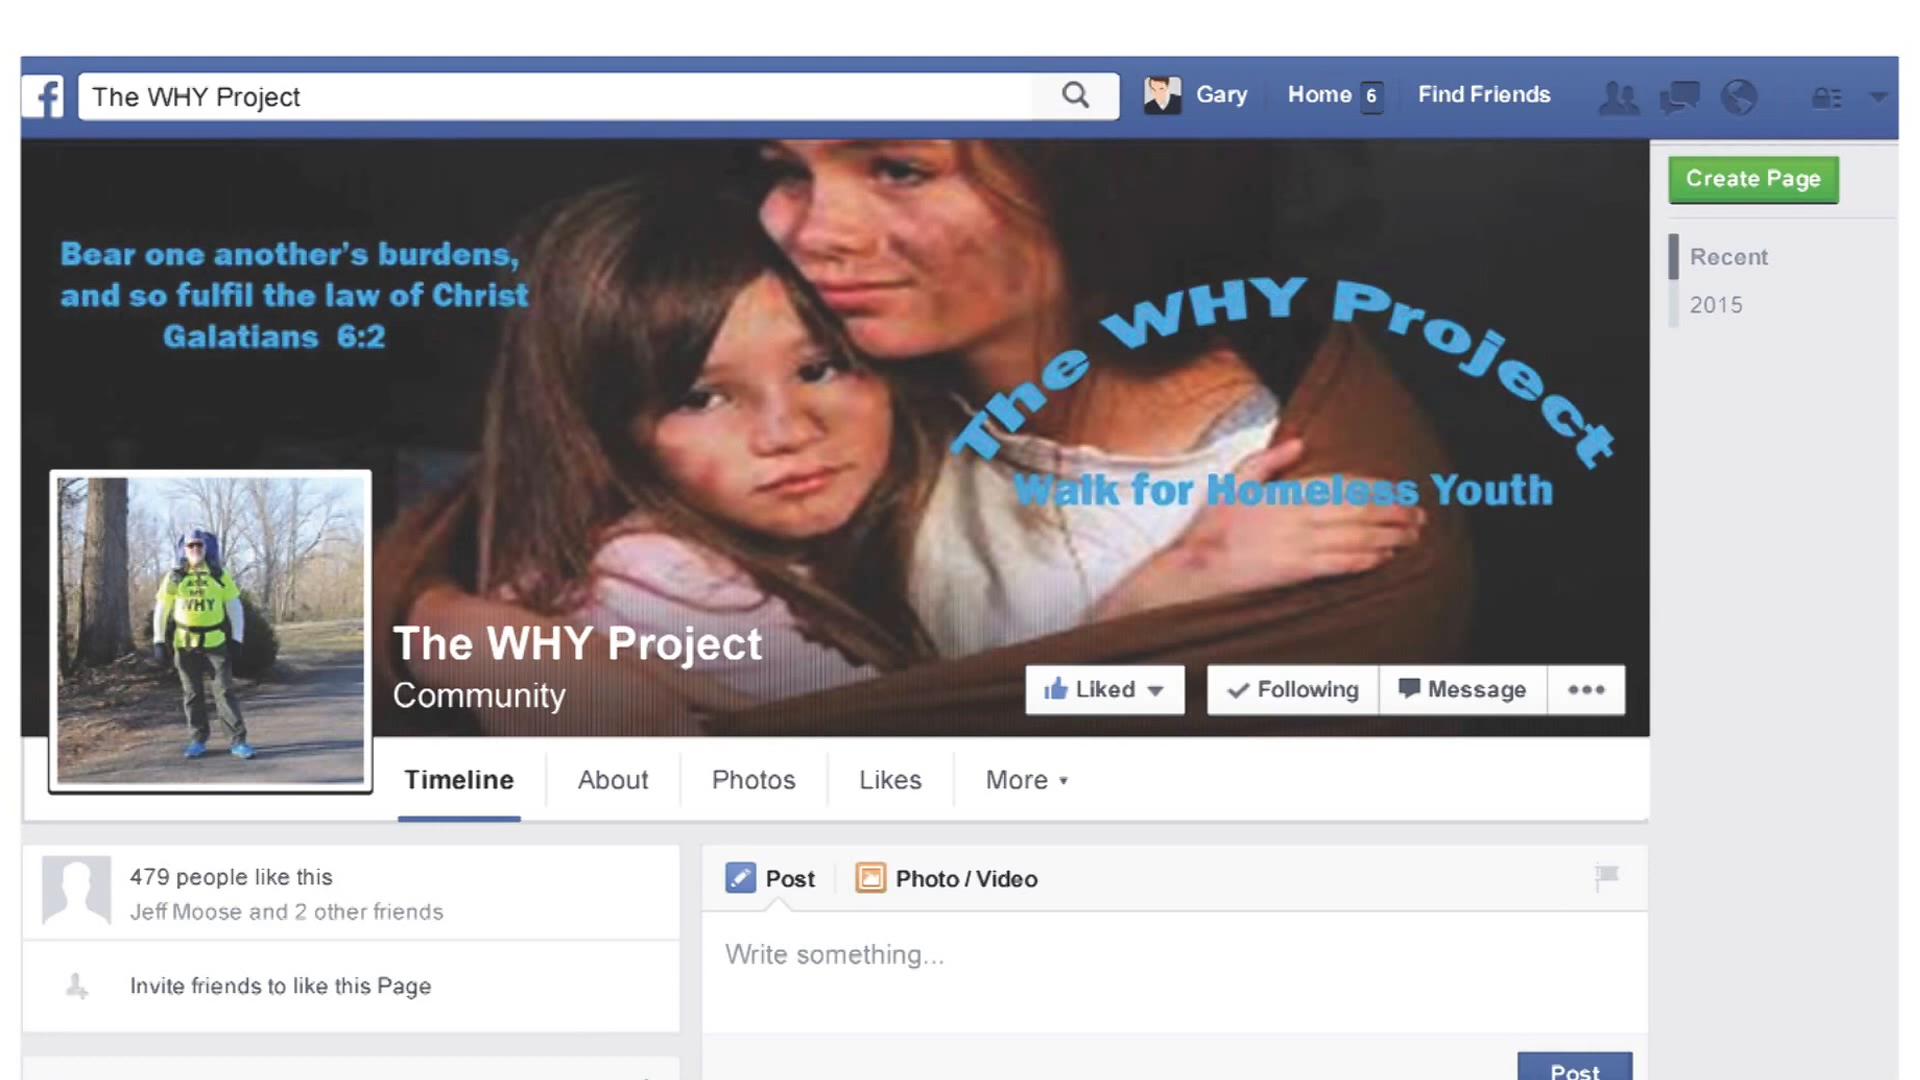 The WHY Project
Gary
Home 6
Find Friends
Create Page
Recent
2015
Bear one another's burdens,
and so fulfil the law of Christ
Galatians 6:2
The WHY Project
Walk for Homeless Youth
ASK
ME
WHY
The WHY Project
Community
Liked
Following
Message
Timeline
About
Photos
Likes
More
479 people like this
Jeff Moose and 2 other friends
Invite friends to like this Page
Post
Photo / Video
Write something...
Post